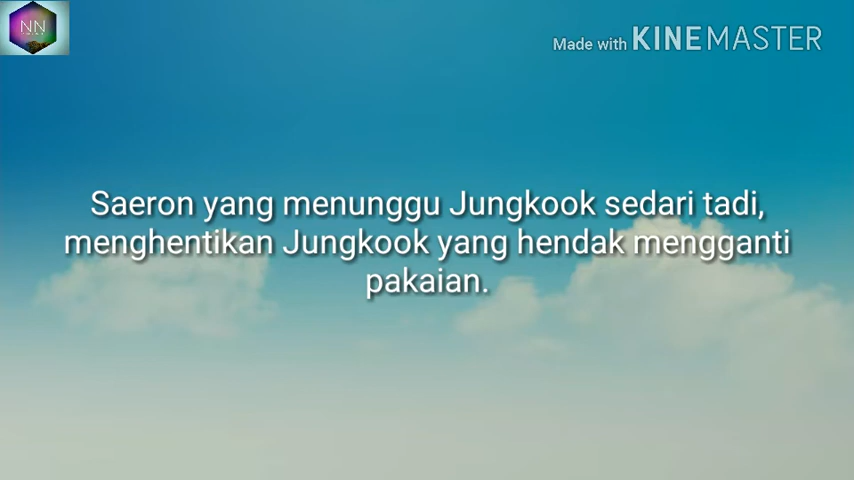 NN
Made with KINEMASTER
Saeron yang menunggu Jungkook sedari tadi,
menghentikan Jungkook yang hendak mengganti
pakaian.